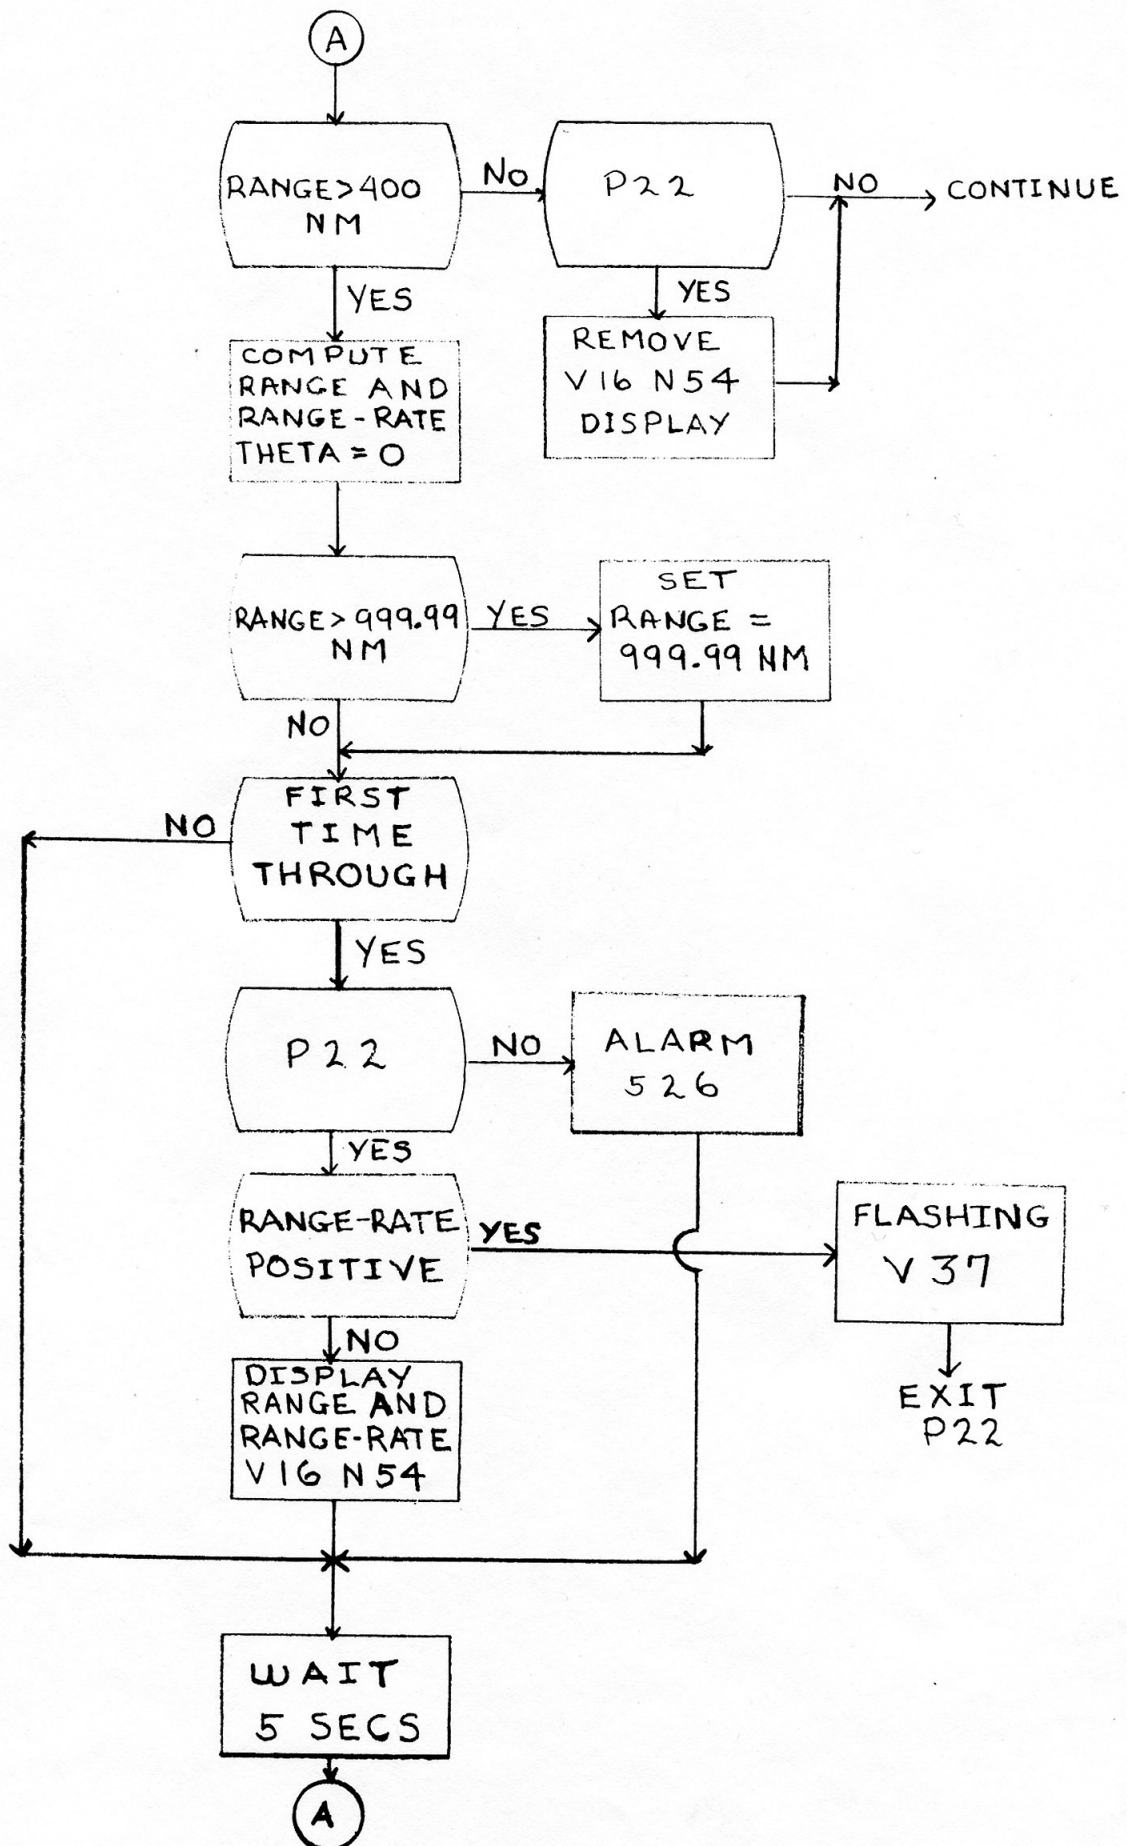 A
RANGE>400
NM
NO
P22
NO
CONTINUE
YES
YES
COMPUTE
RANGE AND
RANGE-RATE
THETA = 0
REMOVE
V16 N54
DISPLAY
RANGE>999.99
NM
YES
SET
RANGE =
999.99 NM
NO
FIRST
TIME
THROUGH
NO
YES
P22
NO
ALARM
526
YES
RANGE-RATE
POSITIVE
YES
FLASHING
V 37
NO
EXIT
P22
DISPLAY
RANGE AND
RANGE-RATE
V16 N54
WAIT
5 SECS
A